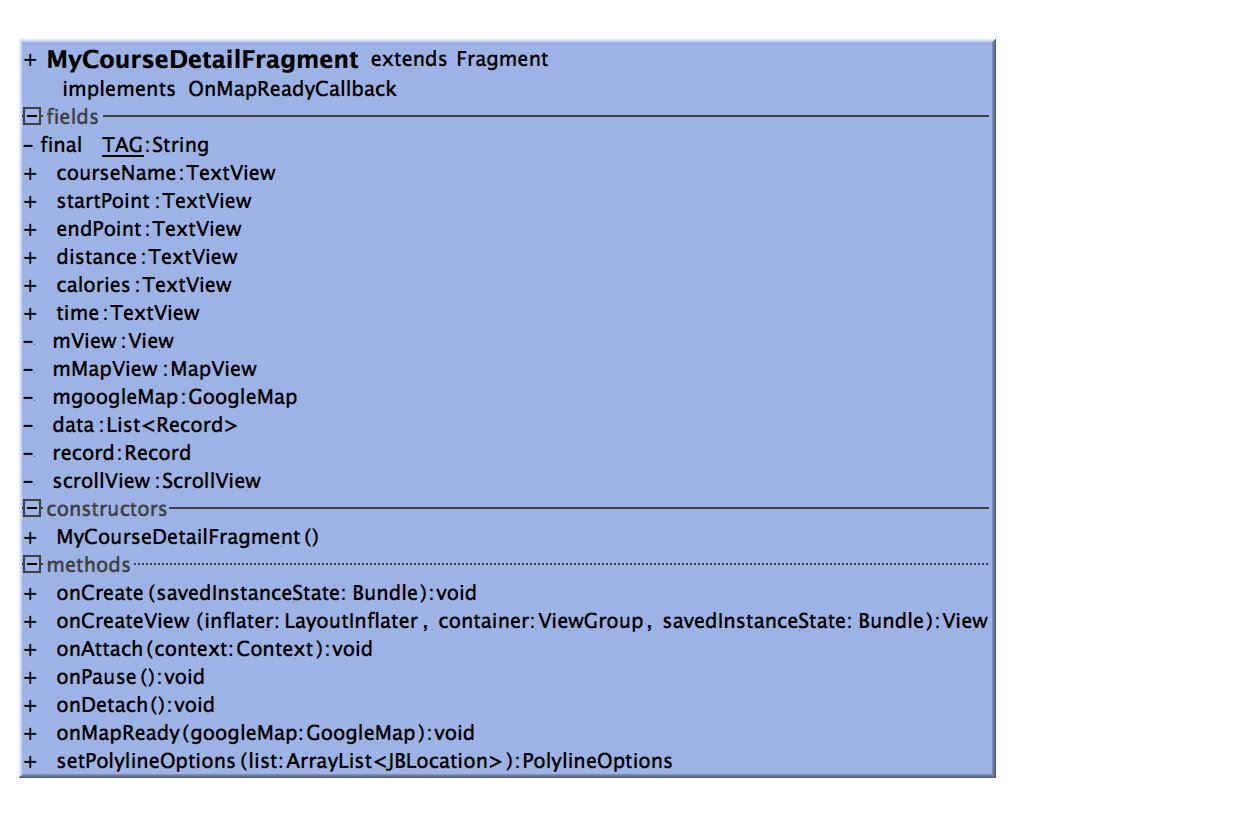 + MyCourseDetailFragment extends Fragment
implements OnMapReadyCallback
fields
- final TAG:String
+ courseName:TextView
+ startPoint:TextView
+ endPoint:TextView
+ distance:TextView
+ calories:TextView
+ time:TextView
- mView:View
- mMapView:MapView
- mgoogleMap:GoogleMap
- data:List<Record>
- record:Record
- scrollView:ScrollView
constructors
+ MyCourseDetailFragment()
methods
+ onCreate(savedInstanceState: Bundle):void
+ onCreateView (inflater: LayoutInflater, container:ViewGroup, savedInstanceState: Bundle):View
+ onAttach(context:Context):void
+ onPause():void
+ onDetach():void
+ onMapReady(googleMap:GoogleMap):void
+ setPolylineOptions(list:ArrayList<JBLocation>):PolylineOptions